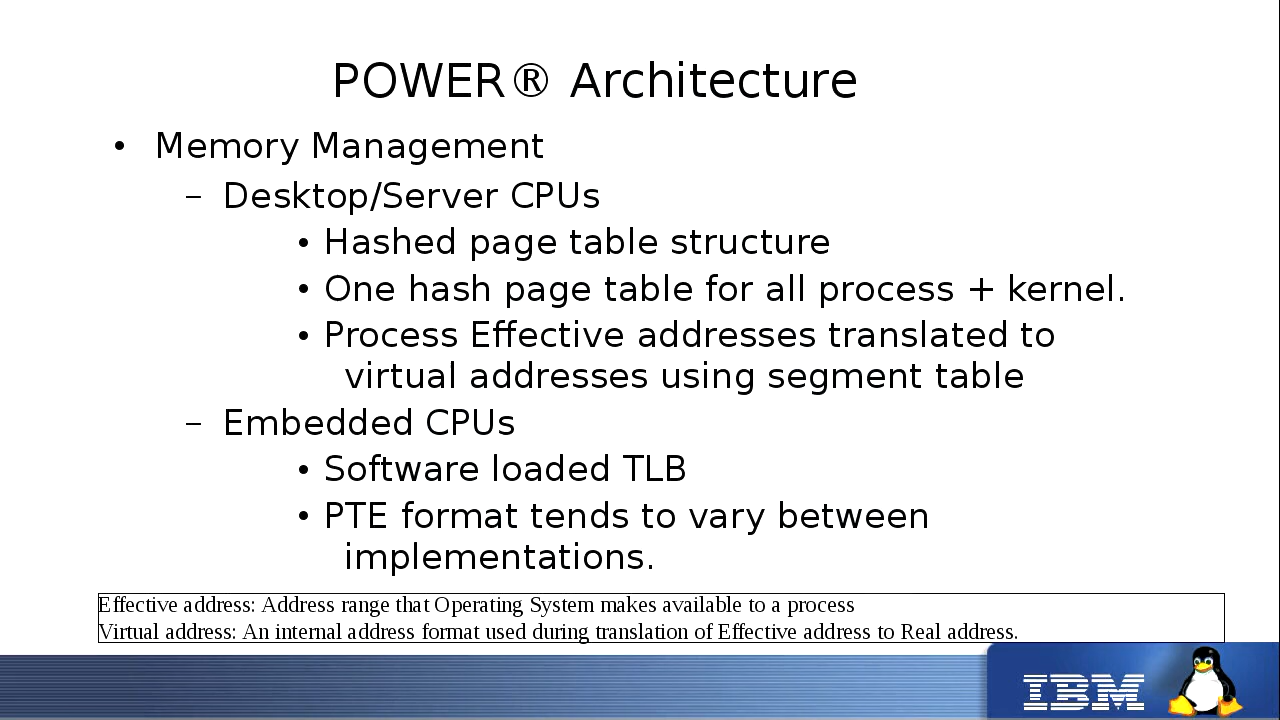 POWER® Architecture
• Memory Management
– Desktop/Server CPUs
• Hashed page table structure
• One hash page table for all process + kernel.
• Process Effective addresses translated to
virtual addresses using segment table
– Embedded CPUs
• Software loaded TLB
• PTE format tends to vary between
implementations.
Effective address: Address range that Operating System makes available to a process
Virtual address: An internal address format used during translation of Effective address to Real address.
IBM